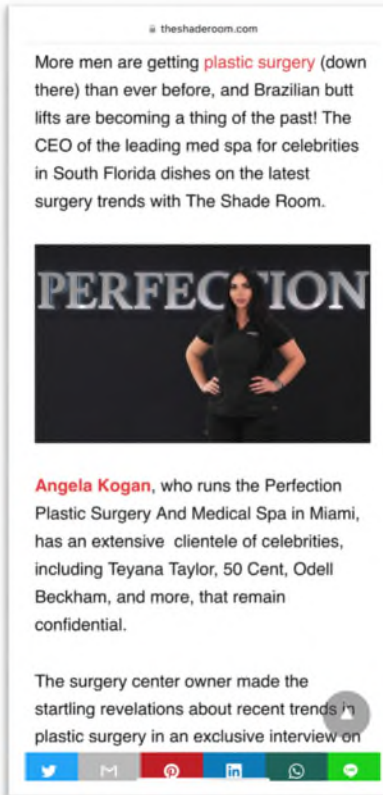 theshaderoom.com
More men are getting plastic surgery (down
there) than ever before, and Brazilian butt
lifts are becoming a thing of the past! The
CEO of the leading med spa for celebrities
in South Florida dishes on the latest
surgery trends with The Shade Room.
PERFECTION
Angela Kogan, who runs the Perfection
Plastic Surgery And Medical Spa in Miami,
has an extensive clientele of celebrities,
including Teyana Taylor, 50 Cent, Odell
Beckham, and more, that remain
confidential.
The surgery center owner made the
startling revelations about recent trends in
plastic surgery in an exclusive interview on